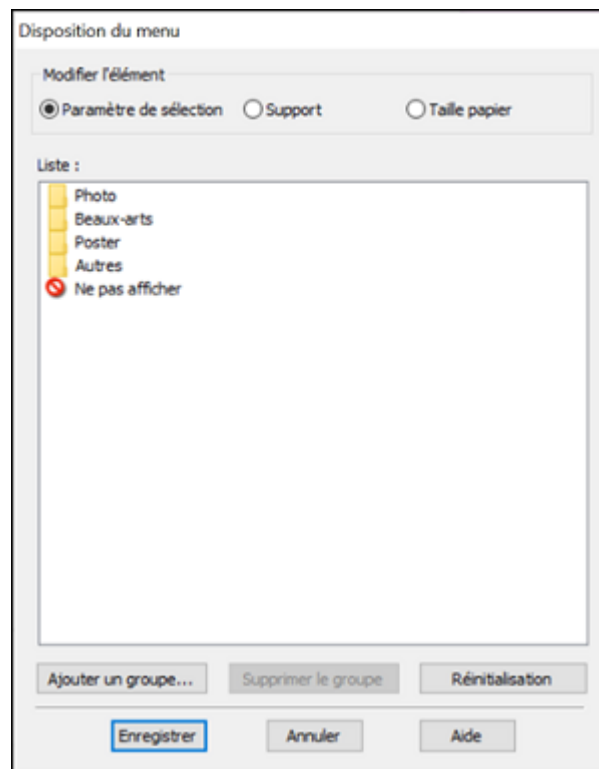 Disposition du menu
Modifier l'élément
Paramètre de sélection Support Taille papier
Liste :
Photo
Beaux-arts
Poster
Autres
Ne pas afficher
Ajouter un groupe... Supprimer le groupe Réinitialisation
Enregistrer Annuler Aide